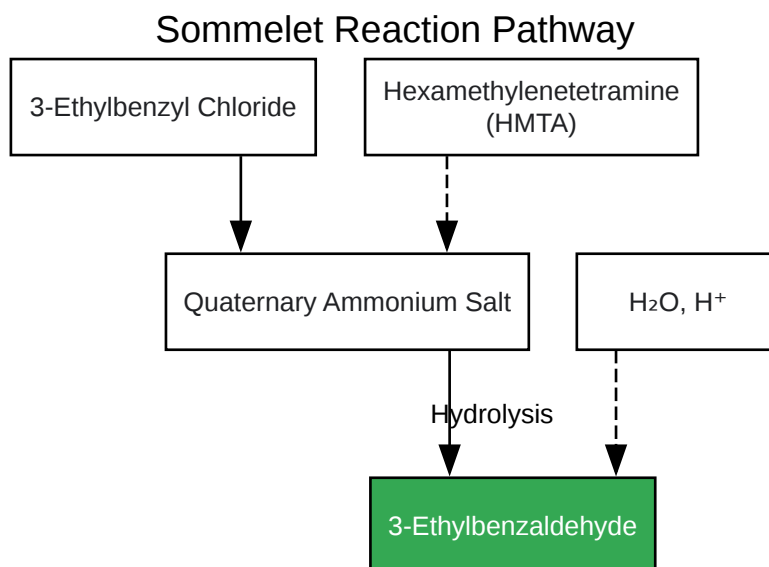 Sommelet Reaction Pathway
3-Ethylbenzyl Chloride
Hexamethylenetetramine
(HMTA)
Quaternary Ammonium Salt
H₂O, H⁺
Hydrolysis
3-Ethylbenzaldehyde